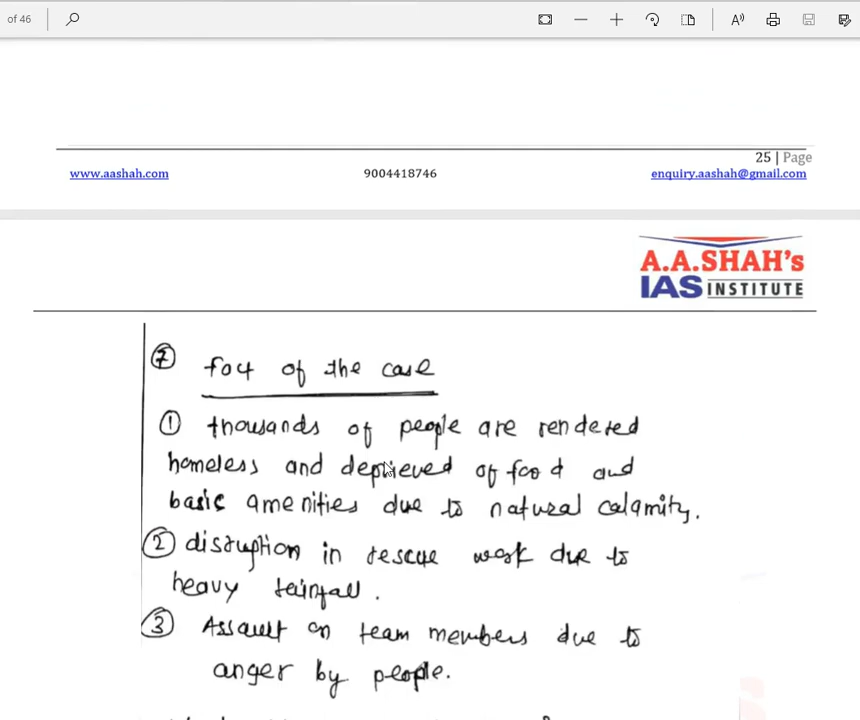 of 46
25 | Page
www.aashah.com 9004418746 enquiry.aashah@gmail.com
A.A.SHAH's
IAS INSTITUTE
7 fact of the case
1 thousands of people are rendered
homeless and deprieved of food and
basic amenities due to natural calamity.
2 disruption in rescue work due to
heavy rainfall.
3 Assault on team members due to
anger by people.